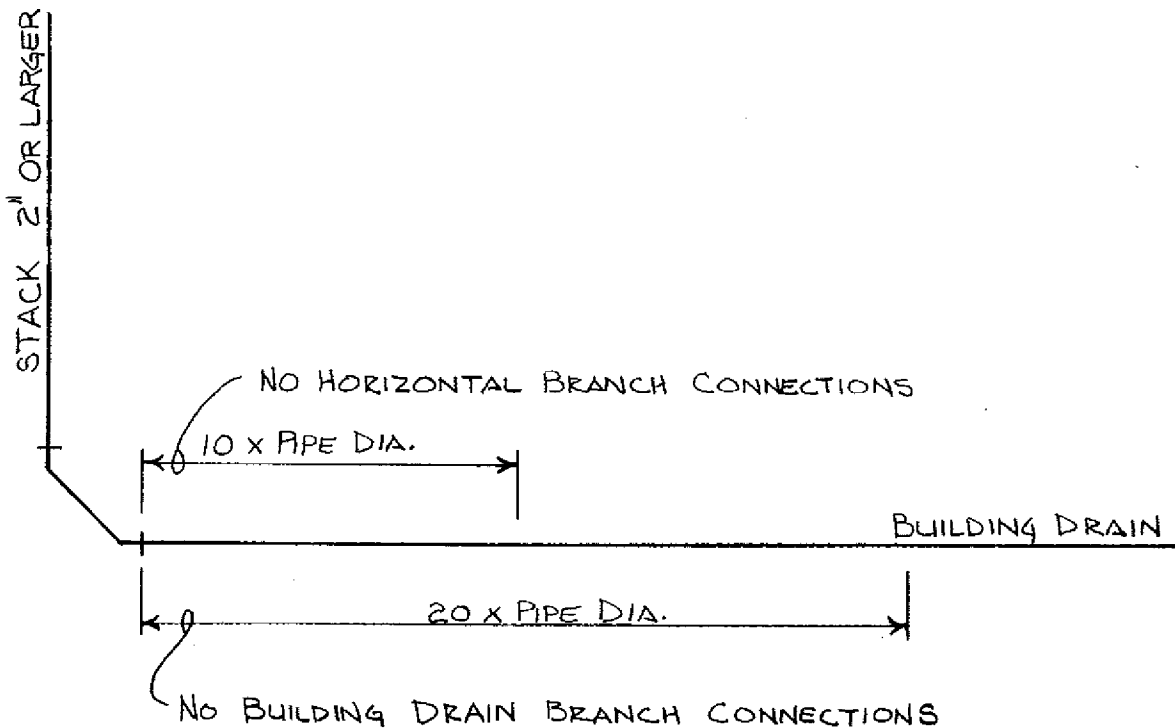 STACK 2" OR LARGER
NO HORIZONTAL BRANCH CONNECTIONS
10 X PIPE DIA.
BUILDING DRAIN
20 X PIPE DIA.
NO BUILDING DRAIN BRANCH CONNECTIONS